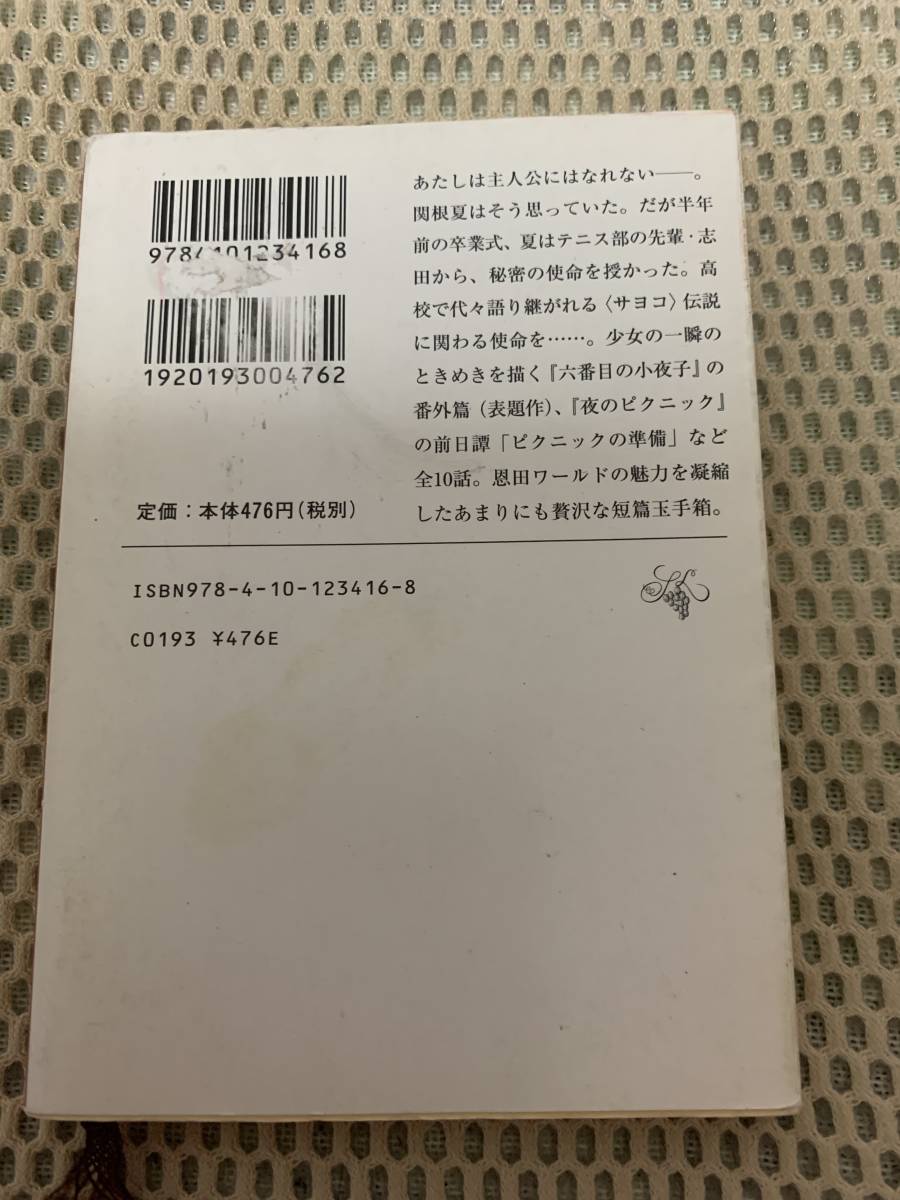 9784101234168
1920193004762
定価：本体476円(税別)
あたしは主人公にはなれない――。
関根夏はそう思っていた。だが半年
前の卒業式、夏はテニス部の先輩・志
田から、秘密の使命を授かった。高
校で代々語り継がれる〈サヨコ〉伝説
に関わる使命を……。少女の一瞬の
ときめきを描く『六番目の小夜子』の
番外篇（表題作）、『夜のピクニック』
の前日譚「ピクニックの準備」など
全10話。恩田ワールドの魅力を凝縮
したあまりにも贅沢な短篇玉手箱。
ISBN978-4-10-123416-8
C0193 ¥476E